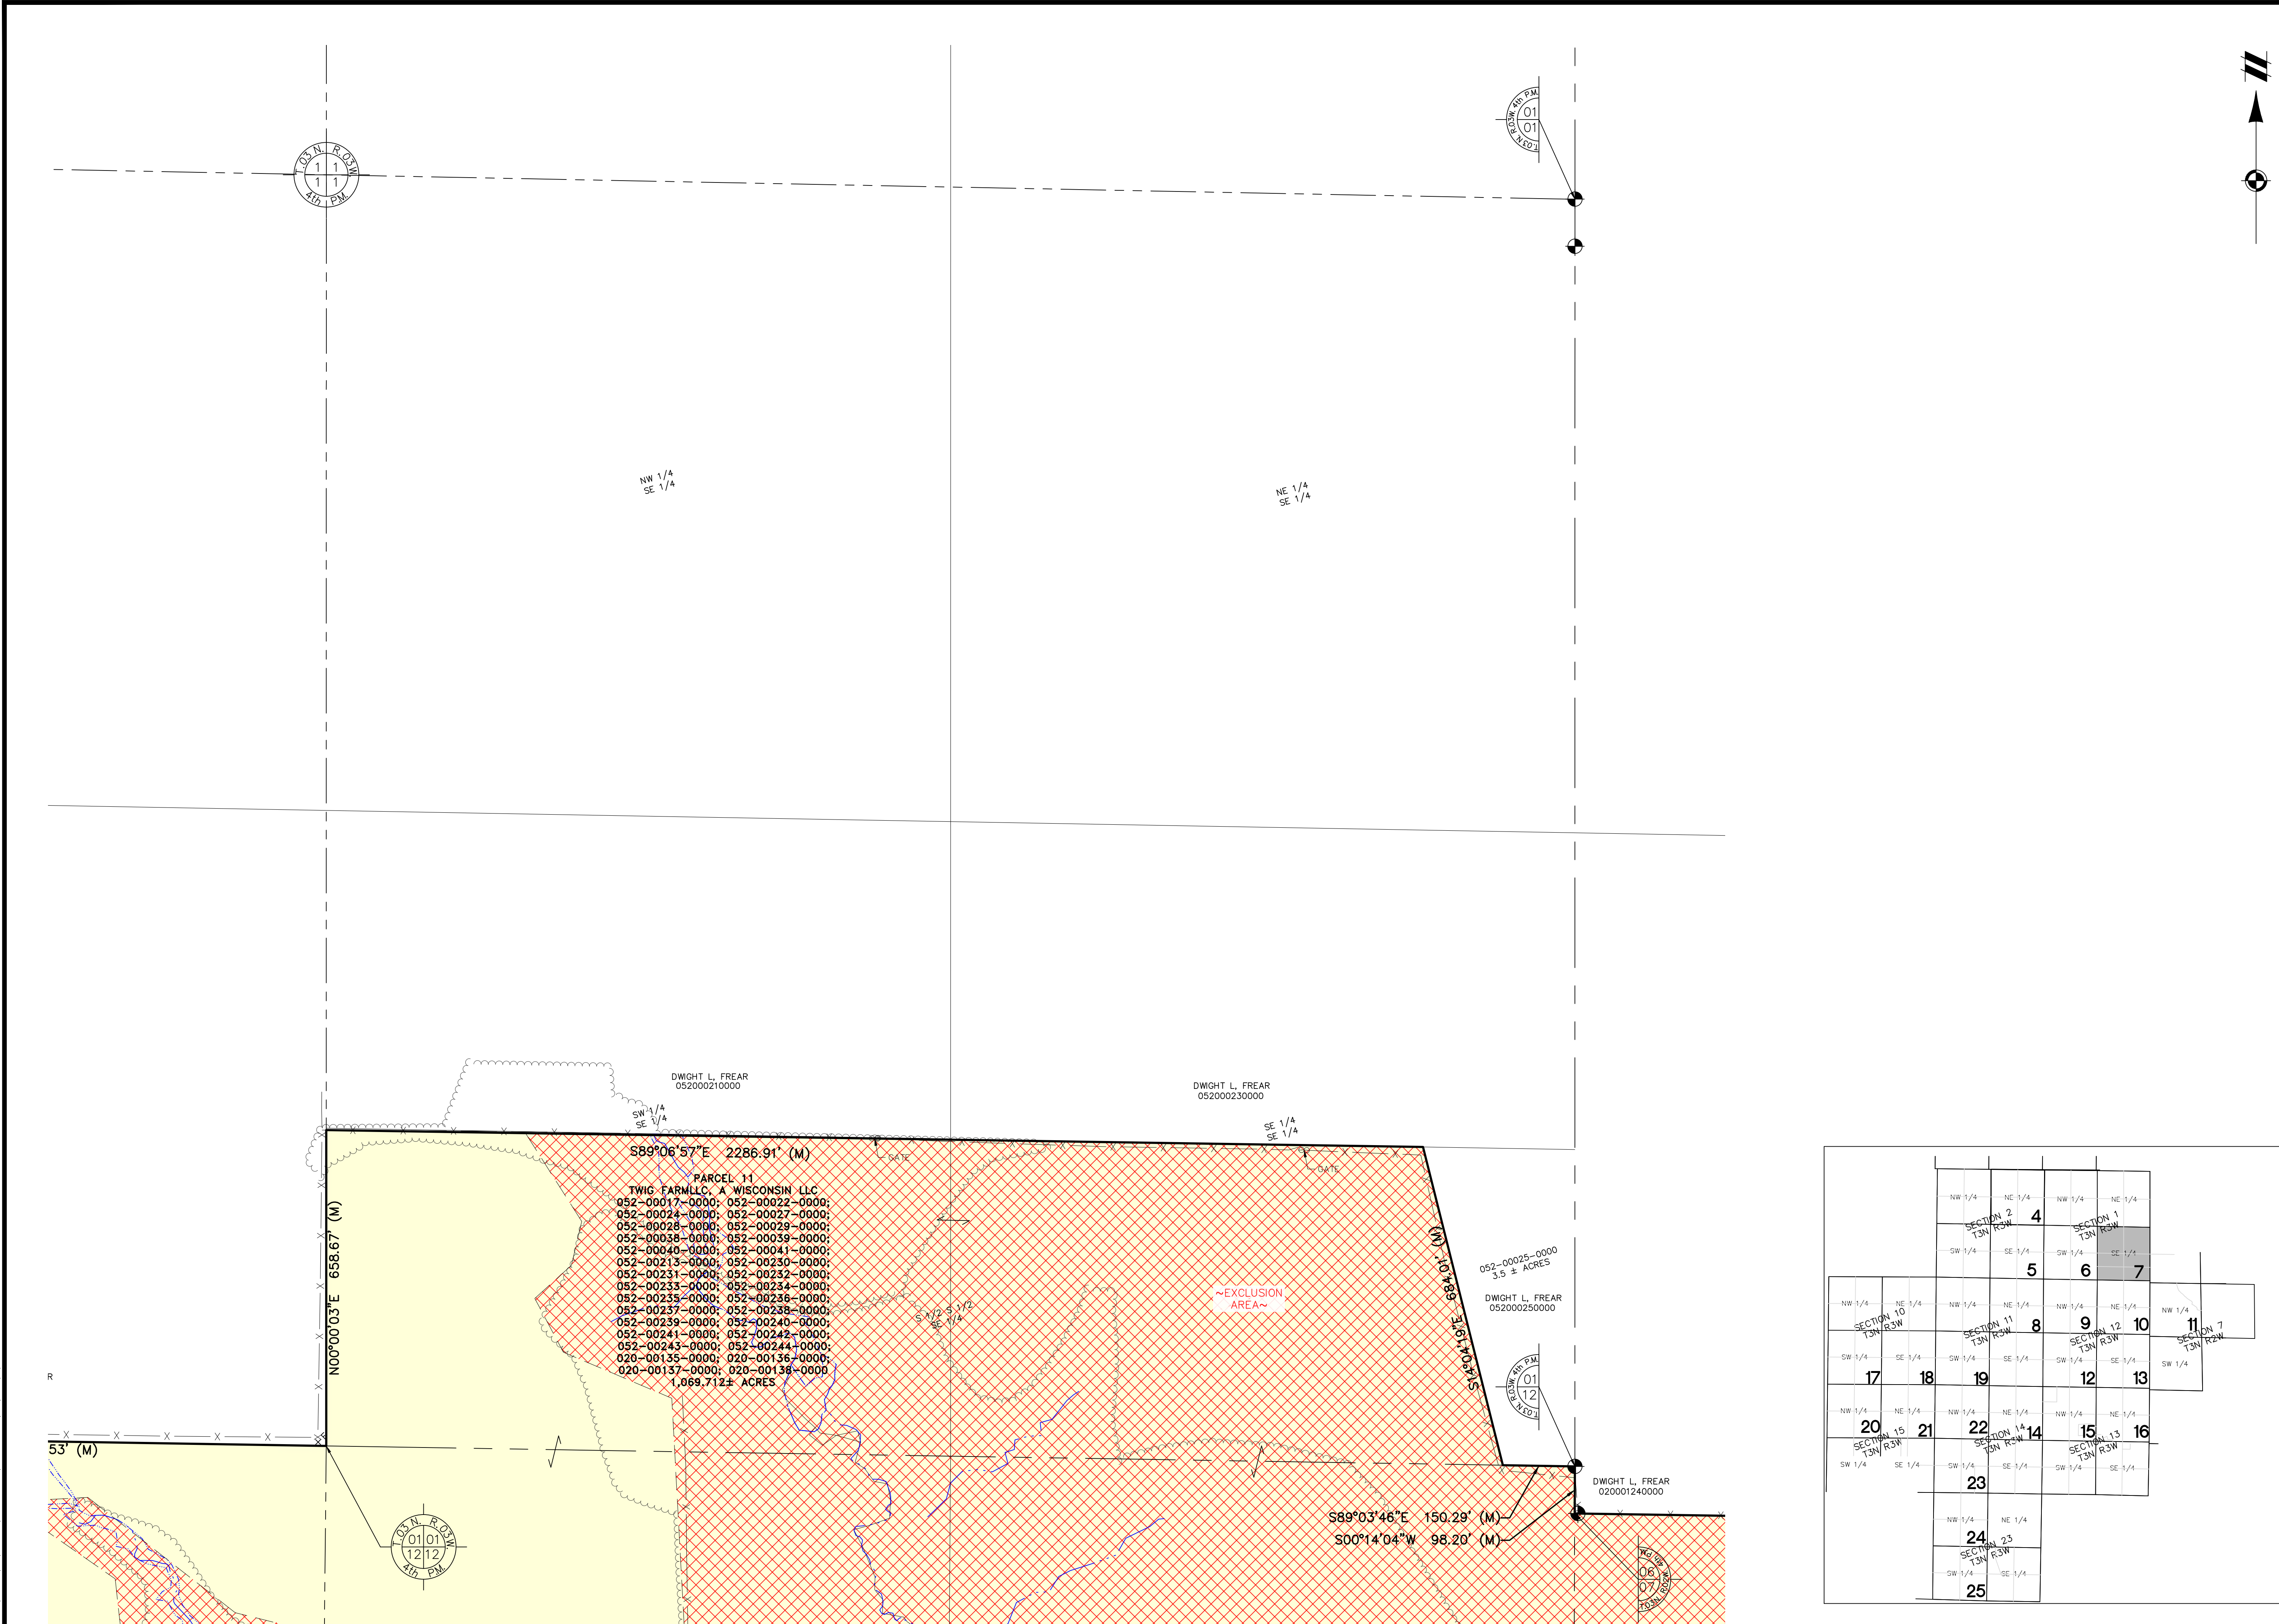 T.03 N. R.03W.
1 1
1 1
4th PM.
T.03 N. R.03W. 4th P.M.
01
01
NW 1/4
SE 1/4
NE 1/4
SE 1/4
DWIGHT L, FREAR
052000210000
SW 1/4
SE 1/4
DWIGHT L, FREAR
052000230000
SE 1/4
SE 1/4
S89°06'57"E 2286.91' (M)
GATE
GATE
PARCEL 11
TWIG FARMLLC, A WISCONSIN LLC
052-00017-0000; 052-00022-0000;
052-00024-0000; 052-00027-0000;
052-00028-0000; 052-00029-0000;
052-00038-0000; 052-00039-0000;
052-00040-0000; 052-00041-0000;
052-00213-0000; 052-00230-0000;
052-00231-0000; 052-00232-0000;
052-00233-0000; 052-00234-0000;
052-00235-0000; 052-00236-0000;
052-00237-0000; 052-00238-0000;
052-00239-0000; 052-00240-0000;
052-00241-0000; 052-00242-0000;
052-00243-0000; 052-00244-0000;
020-00135-0000; 020-00136-0000;
020-00137-0000; 020-00138-0000
1,069.712± ACRES
N00°00'03"E 658.67' (M)
S 1/2 S 1/2
SE 1/4
~EXCLUSION
AREA~
S14°04'19"E 684.01' (M)
052-00025-0000
3.5 ± ACRES
DWIGHT L, FREAR
052000250000
T.03 N. R.03W. 4th P.M.
01
12
R
53' (M)
T.03 N. R.03W.
01 01
12 12
4th PM.
S89°03'46"E 150.29' (M)
S00°14'04"W 98.20' (M)
DWIGHT L, FREAR
020001240000
T.03N. R.02W. 4th PM
06
07
NW 1/4 NE 1/4 NW 1/4 NE 1/4
SECTION 2
T3N R3W
4
SECTION 1
T3N R3W
SW 1/4 SE 1/4 SW 1/4 SE 1/4
5 6 7
NW 1/4 NE 1/4 NW 1/4 NE 1/4 NW 1/4 NE 1/4 NW 1/4
SECTION 10
T3N R3W
SECTION 11
T3N R3W
8
SECTION 12
T3N R3W
9 10 11
SECTION 7
T3N R2W
SW 1/4 SE 1/4 SW 1/4 SE 1/4 SW 1/4 SE 1/4 SW 1/4
17 18 19 12 13
NW 1/4 NE 1/4 NW 1/4 NE 1/4 NW 1/4 NE 1/4
20 21 22 14 15 16
SECTION 15
T3N R3W
SECTION 14
T3N R3W
SECTION 13
T3N R3W
SW 1/4 SE 1/4 SW 1/4 SE 1/4 SW 1/4 SE 1/4
23
NW 1/4 NE 1/4
24
SECTION 23
T3N R3W
SW 1/4 SE 1/4
25